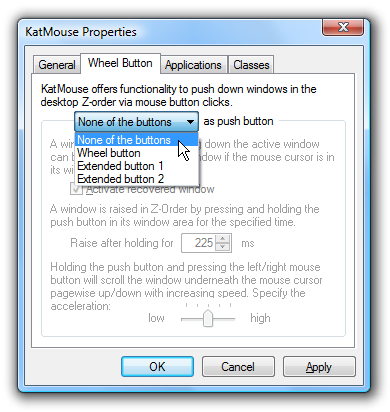 KatMouse Properties
General Wheel Button Applications Classes
KatMouse offers functionality to push down windows in the
desktop Z-order via mouse button clicks.
None of the buttons as push button
None of the buttons
Wheel button
Extended button 1
Extended button 2
A wind down the active window
can b ndow if the mouse cursor is in
its wi
Activate recovered window
A window is raised in Z-Order by pressing and holding
the push button in its window area for the specified time.
Raise after holding for 225 ms
Holding the push button and pressing the left/right mouse
button will scroll the window underneath the mouse cursor
pagewise up/down with increasing speed. Specify the
acceleration:
low high
OK Cancel Apply